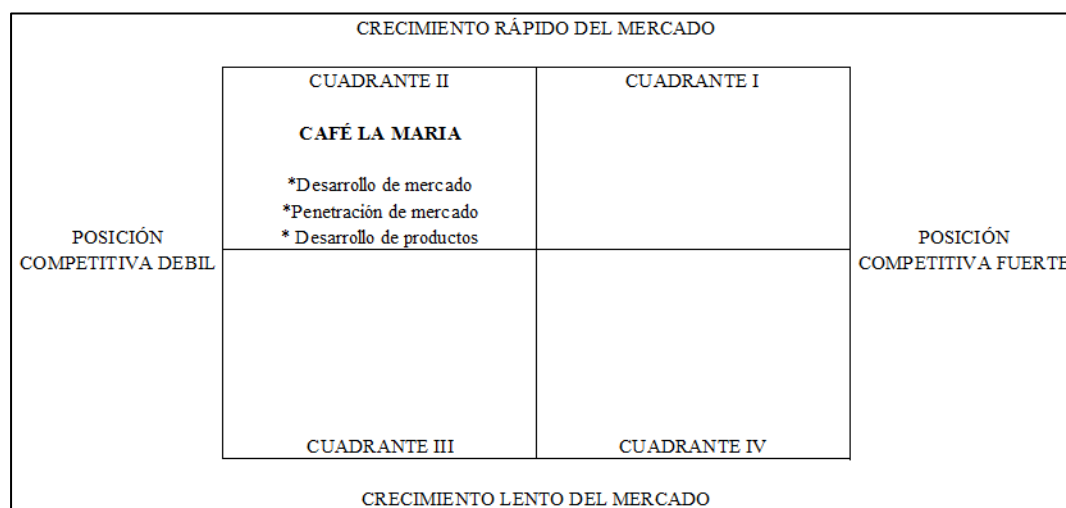 CRECIMIENTO RÁPIDO DEL MERCADO
CUADRANTE II
CUADRANTE I
CAFÉ LA MARIA
*Desarrollo de mercado
*Penetración de mercado
* Desarrollo de productos
POSICIÓN
COMPETITIVA DEBIL
POSICIÓN
COMPETITIVA FUERTE
CUADRANTE III
CUADRANTE IV
CRECIMIENTO LENTO DEL MERCADO